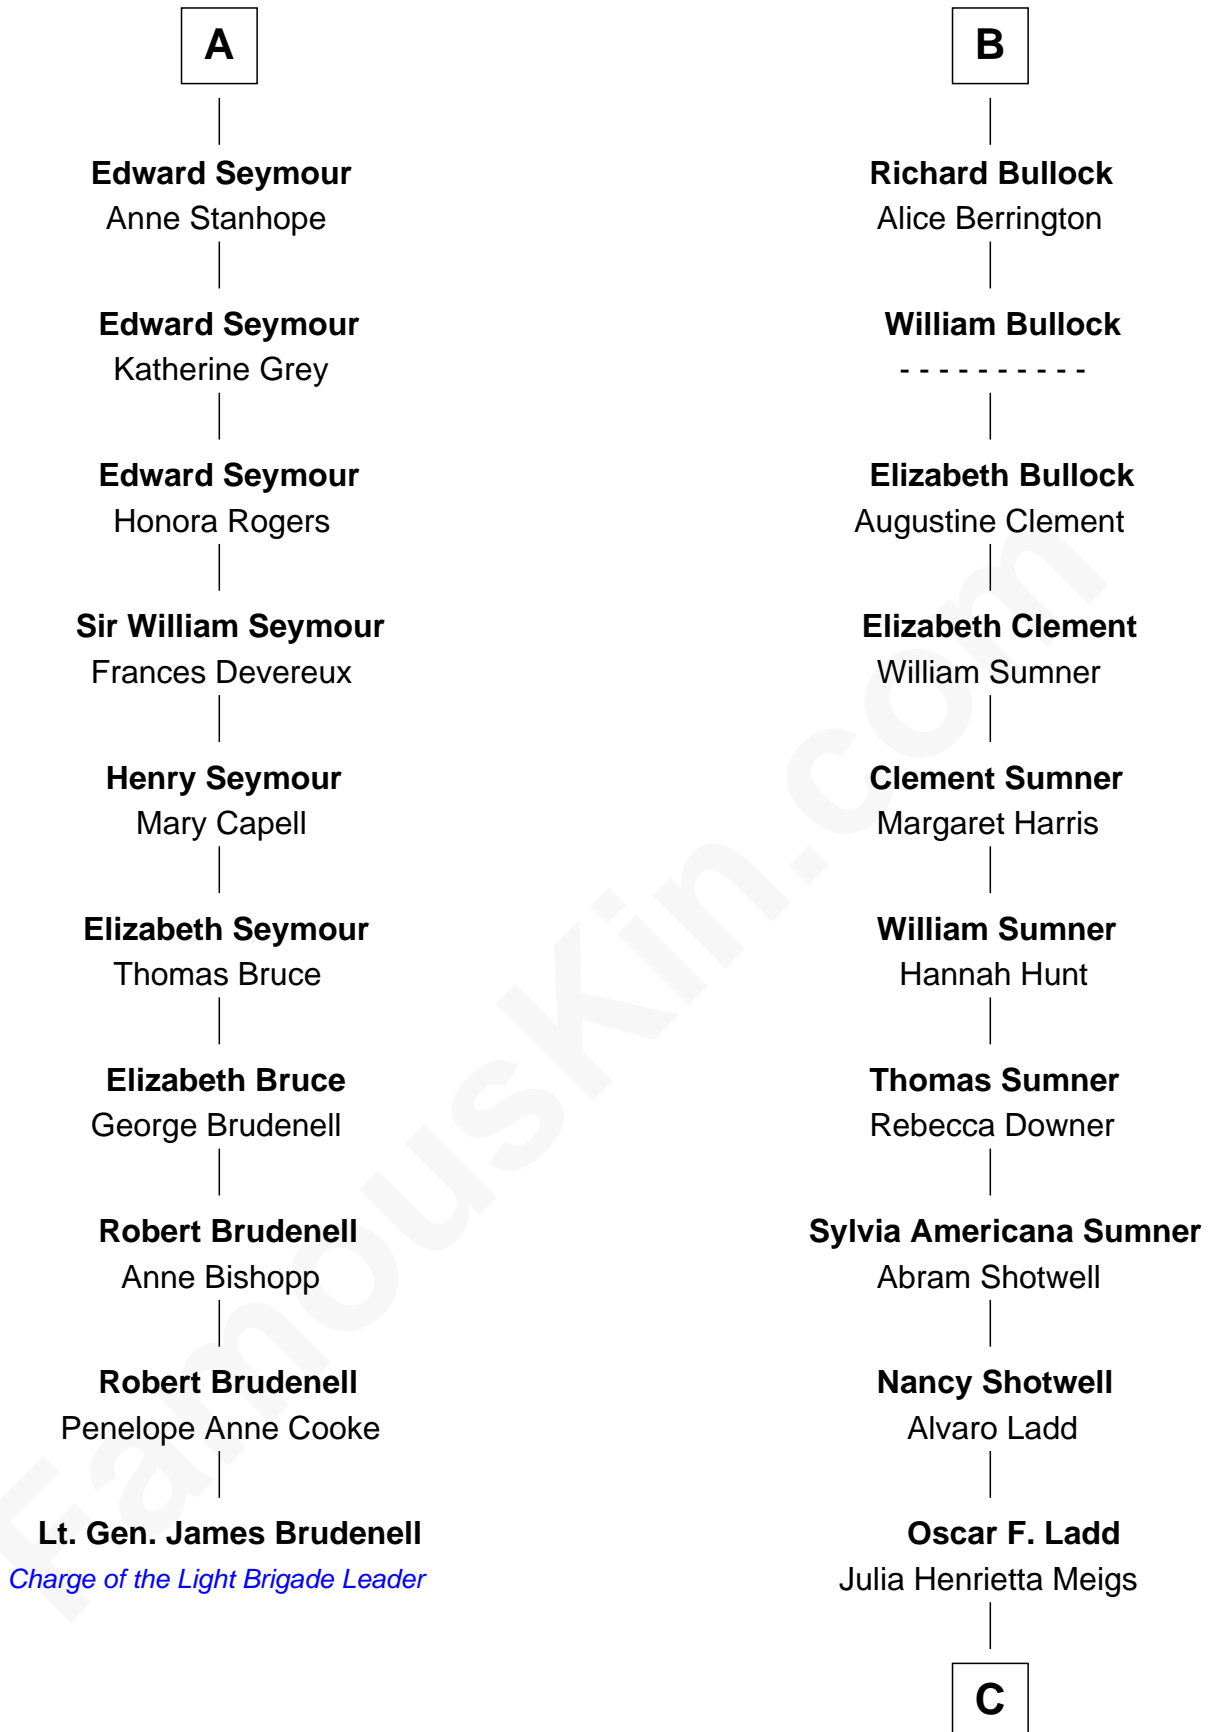 A
Edward Seymour
Anne Stanhope
Edward Seymour
Katherine Grey
Edward Seymour
Honora Rogers
Sir William Seymour
Frances Devereux
Henry Seymour
Mary Capell
Elizabeth Seymour
Thomas Bruce
Elizabeth Bruce
George Brudenell
Robert Brudenell
Anne Bishopp
Robert Brudenell
Penelope Anne Cooke
Lt. Gen. James Brudenell
Charge of the Light Brigade Leader
B
Richard Bullock
Alice Berrington
William Bullock
- - - - - - - - - -
Elizabeth Bullock
Augustine Clement
Elizabeth Clement
William Sumner
Clement Sumner
Margaret Harris
William Sumner
Hannah Hunt
Thomas Sumner
Rebecca Downer
Sylvia Americana Sumner
Abram Shotwell
Nancy Shotwell
Alvaro Ladd
Oscar F. Ladd
Julia Henrietta Meigs
C
FamousKin.com